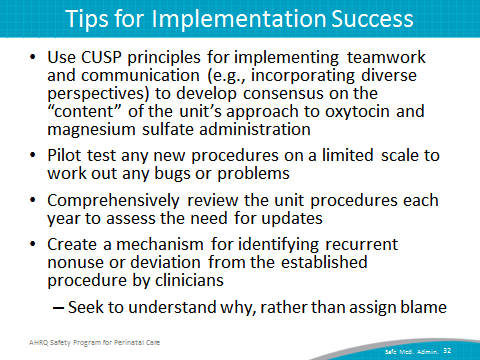 Tips for Implementation Success
• Use CUSP principles for implementing teamwork
and communication (e.g., incorporating diverse
perspectives) to develop consensus on the
“content” of the unit’s approach to oxytocin and
magnesium sulfate administration
• Pilot test any new procedures on a limited scale to
work out any bugs or problems
• Comprehensively review the unit procedures each
year to assess the need for updates
• Create a mechanism for identifying recurrent
nonuse or deviation from the established
procedure by clinicians
– Seek to understand why, rather than assign blame
AHRQ Safety Program for Perinatal Care
Safe Med. Admin. 32